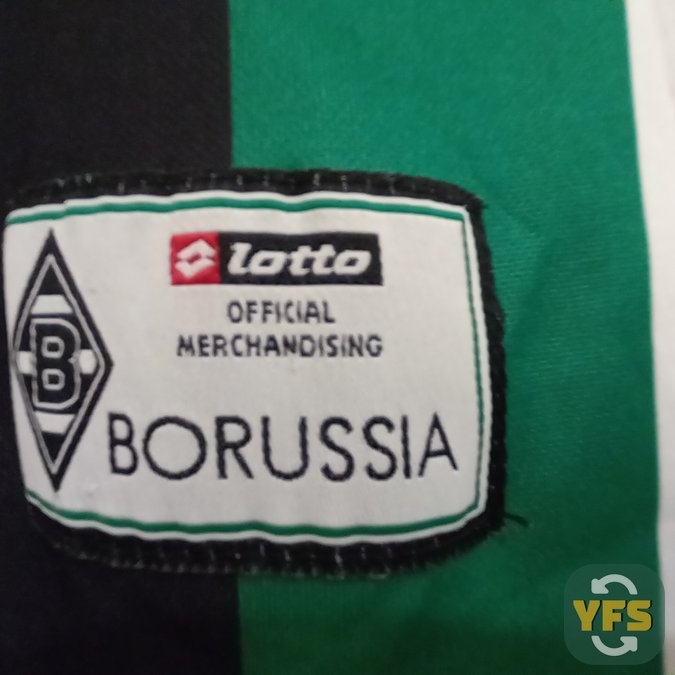 lotto
OFFICIAL
MERCHANDISING
B
BORUSSIA
YFS